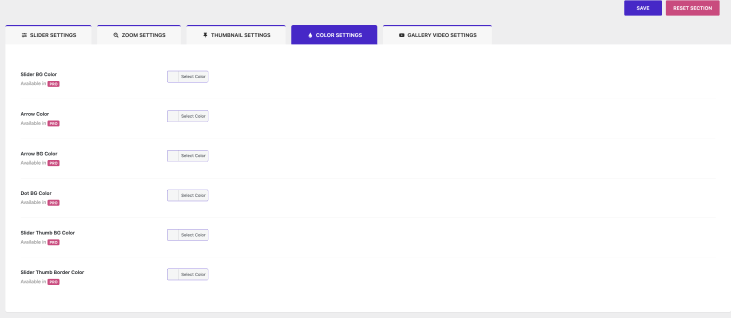 SAVE RESET SECTION
SLIDER SETTINGS ZOOM SETTINGS THUMBNAIL SETTINGS COLOR SETTINGS GALLERY VIDEO SETTINGS
Slider BG Color Select Color
Available in PRO
Arrow Color Select Color
Available in PRO
Arrow BG Color Select Color
Available in PRO
Dot BG Color Select Color
Available in PRO
Slider Thumb BG Color Select Color
Available in PRO
Slider Thumb Border Color Select Color
Available in PRO